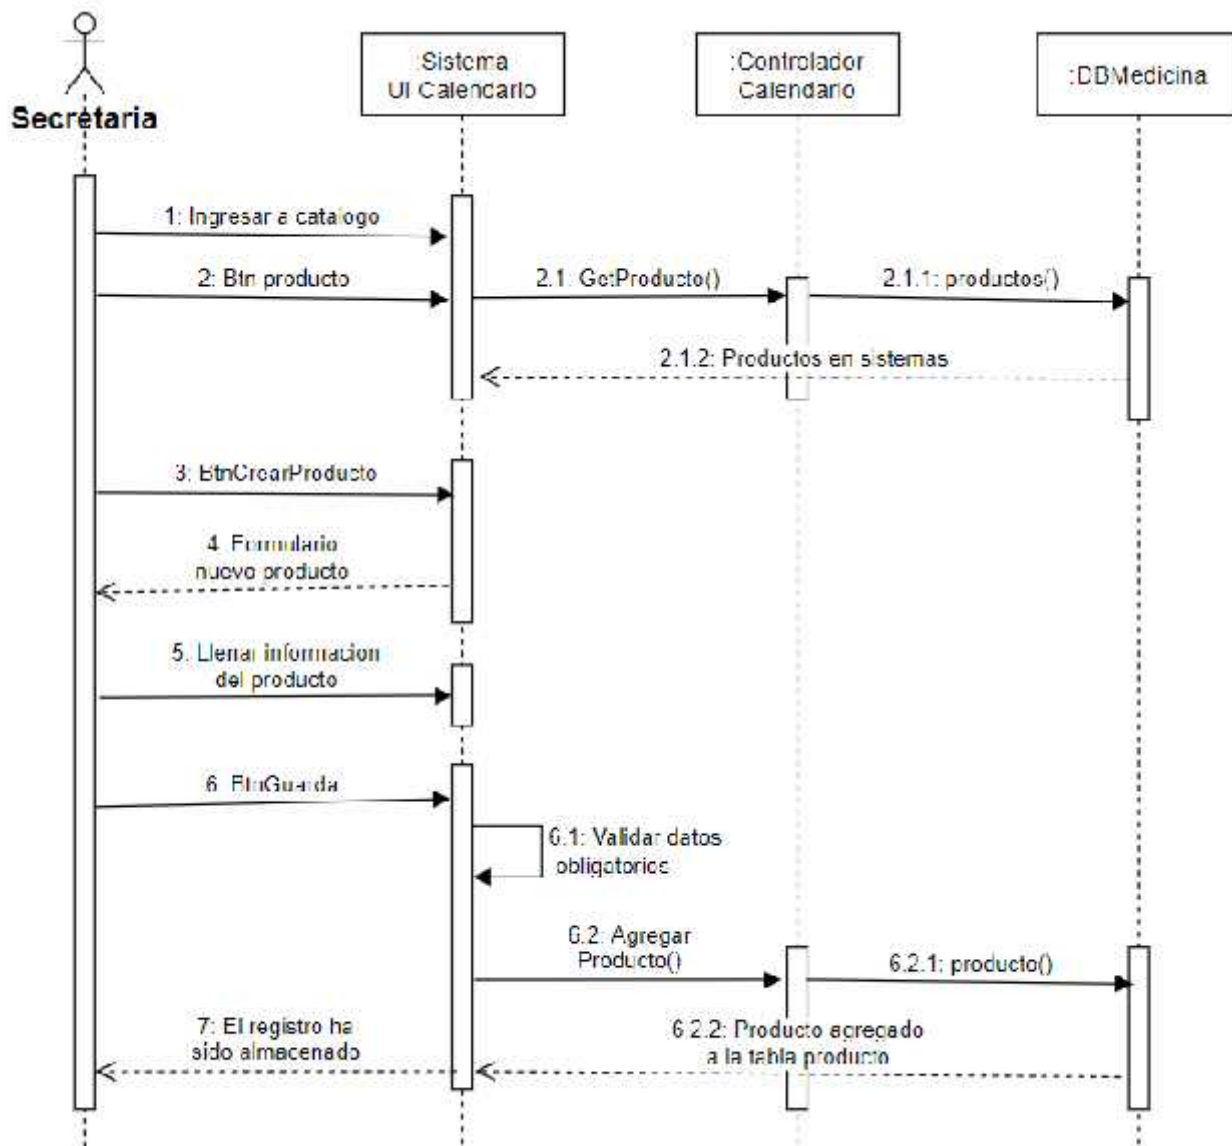 :Sistema
UI Calendario
:Controlador
Calendario
:DBMedicina
Secretaria
1: Ingresar a catalogo
2: Btn producto
2.1: GetProducto()
2.1.1: productos()
2.1.2: Productos en sistemas
3: BtnCrearProducto
4. Formulario
nuevo producto
5. Llenar informacion
del producto
6. BtnGuarda
6.1: Validar datos
obligatorios
6.2: Agregar
Producto()
6.2.1: producto()
7: El registro ha
sido almacenado
6.2.2: Producto agregado
a la tabla producto